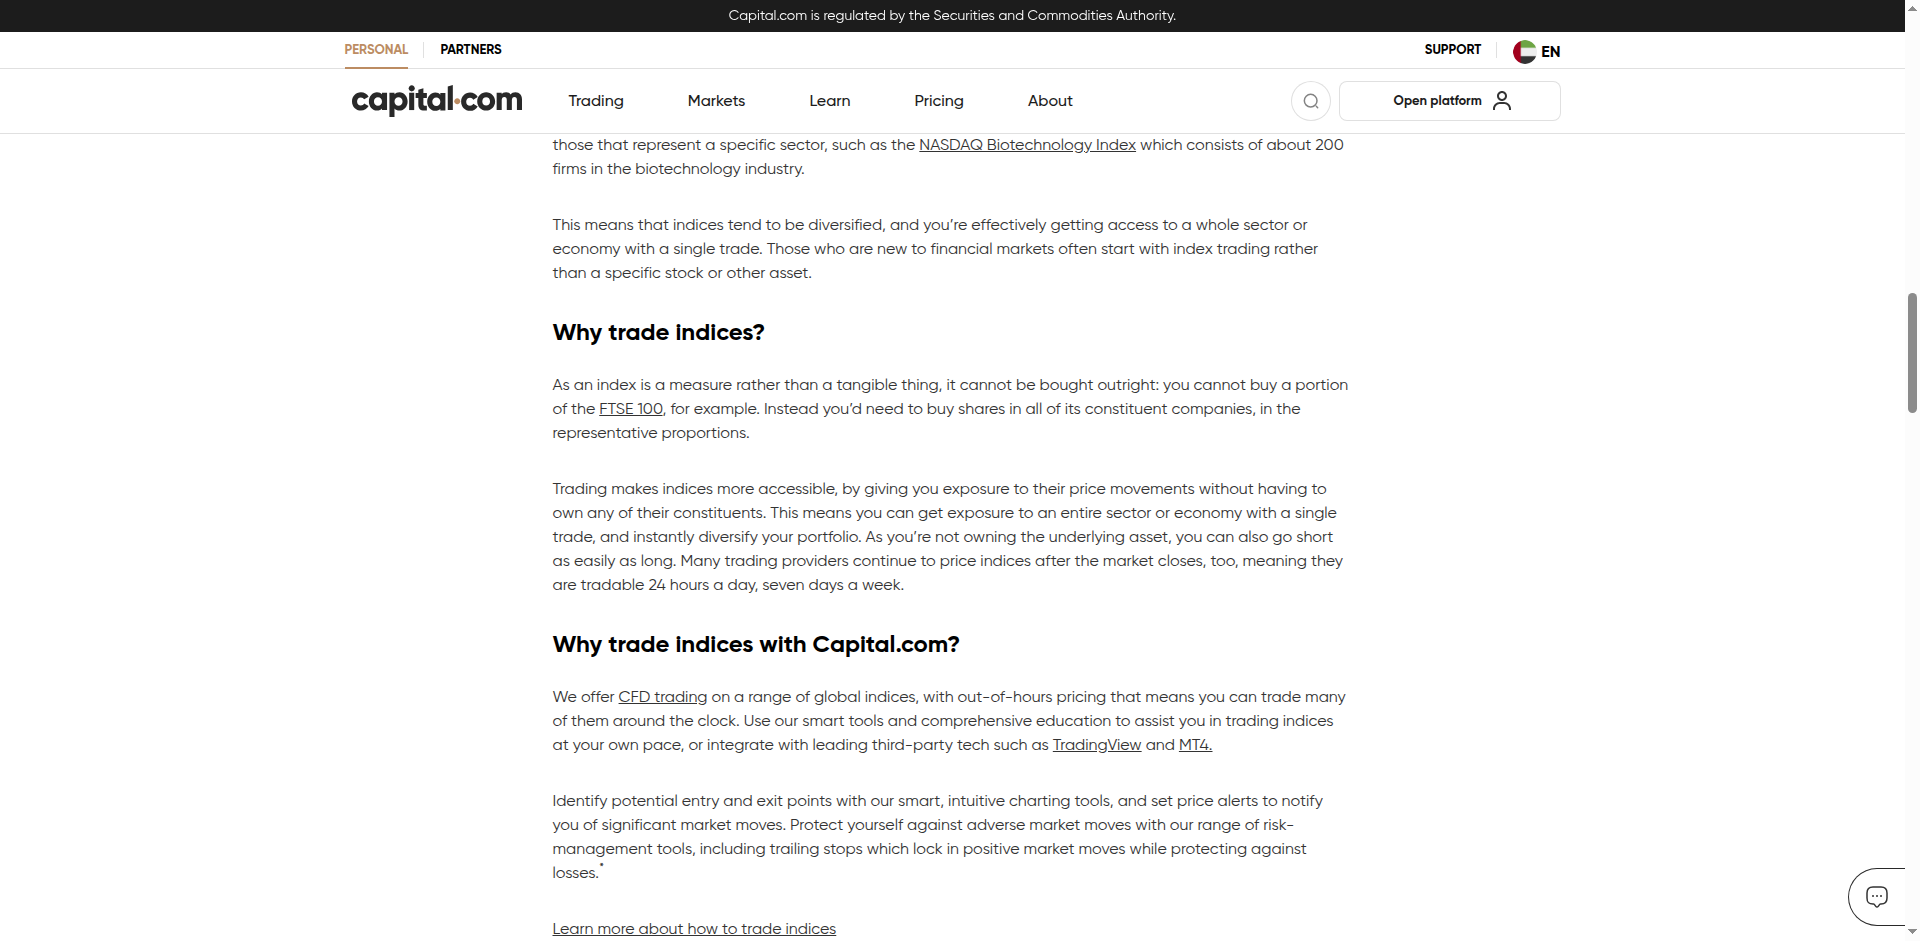 Capital.com is regulated by the Securities and Commodities Authority.
PERSONAL PARTNERS SUPPORT EN
capital.com Trading Markets Learn Pricing About Open platform
those that represent a specific sector, such as the NASDAQ Biotechnology Index which consists of about 200
firms in the biotechnology industry.
This means that indices tend to be diversified, and you’re effectively getting access to a whole sector or
economy with a single trade. Those who are new to financial markets often start with index trading rather
than a specific stock or other asset.
Why trade indices?
As an index is a measure rather than a tangible thing, it cannot be bought outright: you cannot buy a portion
of the FTSE 100, for example. Instead you’d need to buy shares in all of its constituent companies, in the
representative proportions.
Trading makes indices more accessible, by giving you exposure to their price movements without having to
own any of their constituents. This means you can get exposure to an entire sector or economy with a single
trade, and instantly diversify your portfolio. As you’re not owning the underlying asset, you can also go short
as easily as long. Many trading providers continue to price indices after the market closes, too, meaning they
are tradable 24 hours a day, seven days a week.
Why trade indices with Capital.com?
We offer CFD trading on a range of global indices, with out-of-hours pricing that means you can trade many
of them around the clock. Use our smart tools and comprehensive education to assist you in trading indices
at your own pace, or integrate with leading third-party tech such as TradingView and MT4.
Identify potential entry and exit points with our smart, intuitive charting tools, and set price alerts to notify
you of significant market moves. Protect yourself against adverse market moves with our range of risk-
management tools, including trailing stops which lock in positive market moves while protecting against
losses.*
Learn more about how to trade indices